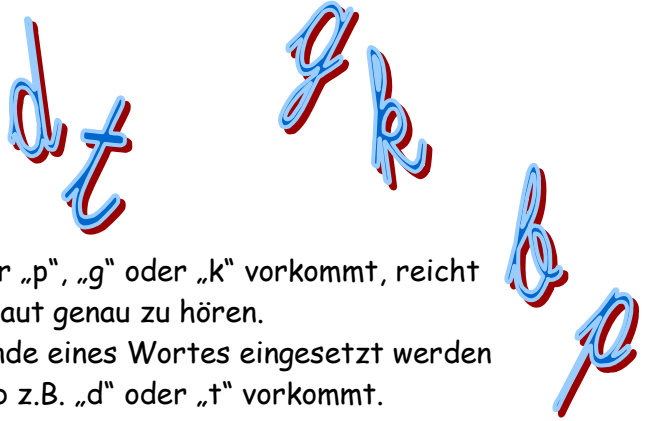 d t
g k
b p
r „p“, „g“ oder „k“ vorkommt, reicht
aut genau zu hören.
nde eines Wortes eingesetzt werden
o z.B. „d“ oder „t“ vorkommt.